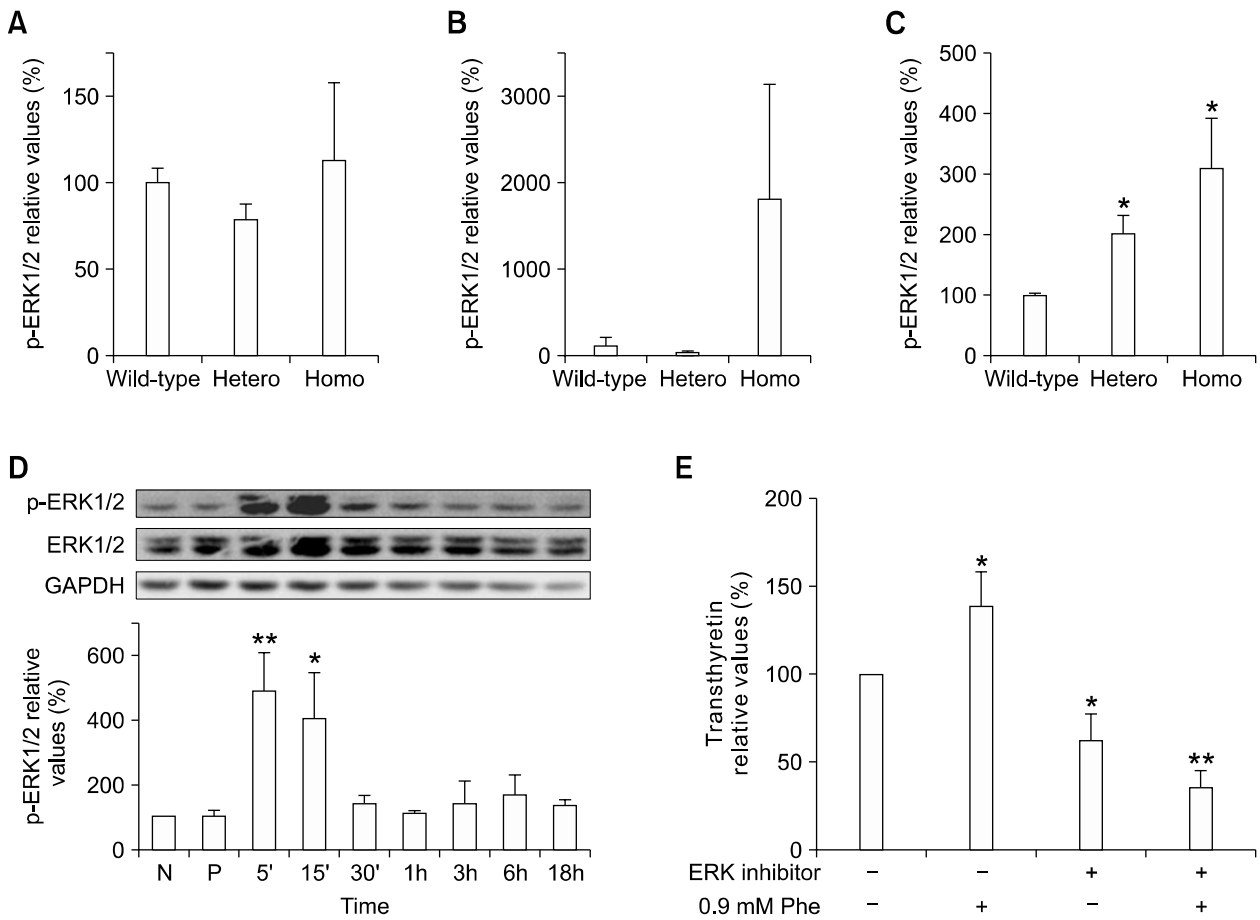 A
p-ERK1/2 relative values (%)
150
100
50
0
Wild-type Hetero Homo
B
p-ERK1/2 relative values (%)
3000
2000
1000
0
Wild-type Hetero Homo
C
p-ERK1/2 relative values (%)
500
400
300
200
100
0
* *
Wild-type Hetero Homo
D
p-ERK1/2
ERK1/2
GAPDH
p-ERK1/2 relative
values (%)
600
400
200
0
** *
N P 5' 15' 30' 1h 3h 6h 18h
Time
E
Transthyretin
relative values (%)
200
150
100
50
0
* * **
ERK inhibitor – – + +
0.9 mM Phe – + – +